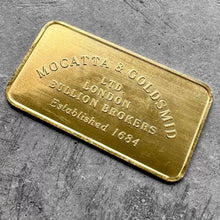 MOCATTA & GOLDSMID
LTD
LONDON
BULLION BROKERS
Established 1684